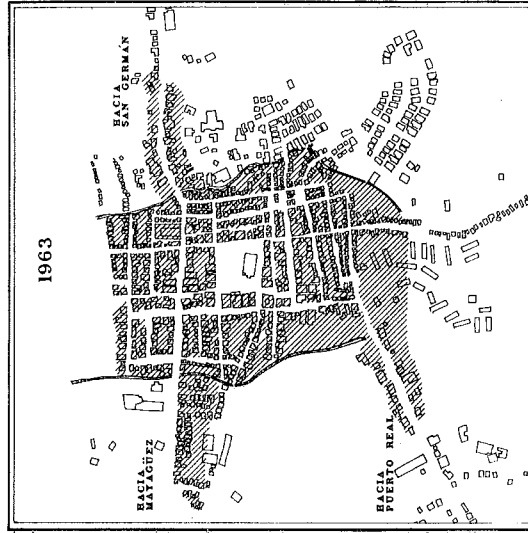 1963
HACIA
SAN GERMÁN
HACIA
MAYAGÜEZ
HACIA
PUERTO REAL